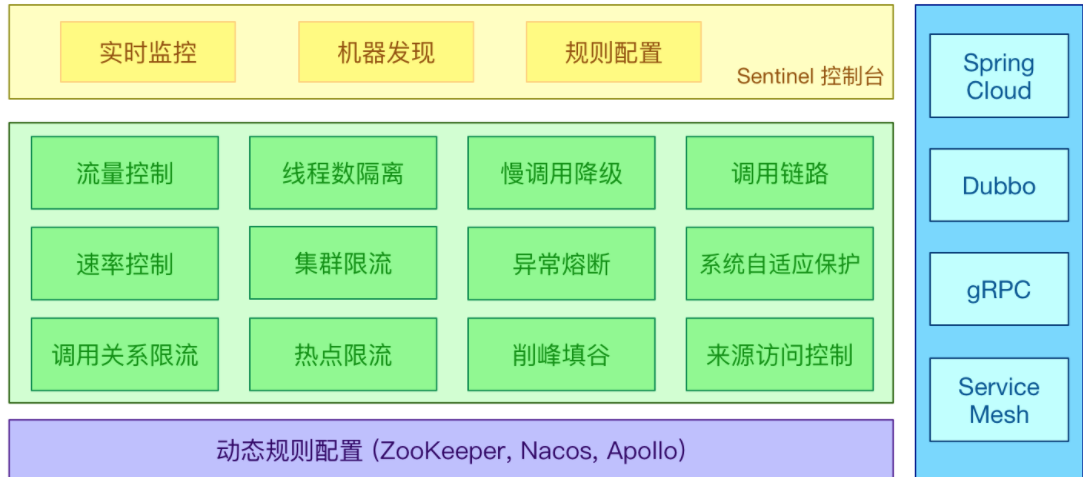 实时监控
机器发现
规则配置
Sentinel 控制台
流量控制
线程数隔离
慢调用降级
调用链路
速率控制
集群限流
异常熔断
系统自适应保护
调用关系限流
热点限流
削峰填谷
来源访问控制
动态规则配置 (ZooKeeper, Nacos, Apollo)
Spring
Cloud
Dubbo
gRPC
Service
Mesh